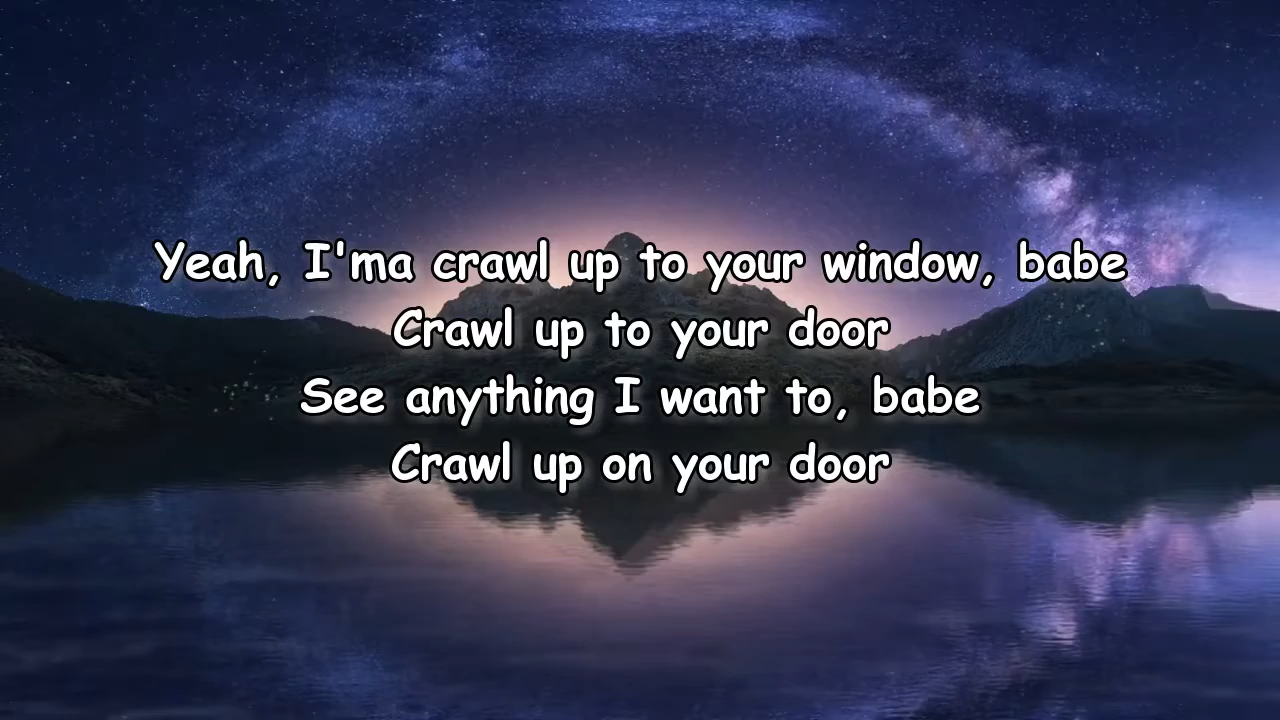 Yeah, I'ma crawl up to your window, babe
Crawl up to your door
See anything I want to, babe
Crawl up on your door